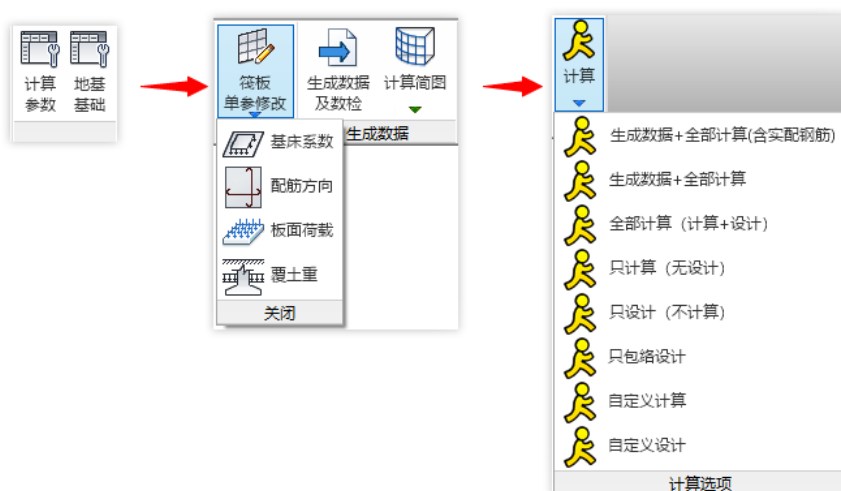 计算
参数
地基
基础
筏板
单参修改
生成数据
及数检
计算简图
生成数据
基床系数
配筋方向
板面荷载
覆土重
关闭
计算
生成数据+全部计算(含实配钢筋)
生成数据+全部计算
全部计算（计算+设计）
只计算（无设计）
只设计（不计算）
只包络设计
自定义计算
自定义设计
计算选项